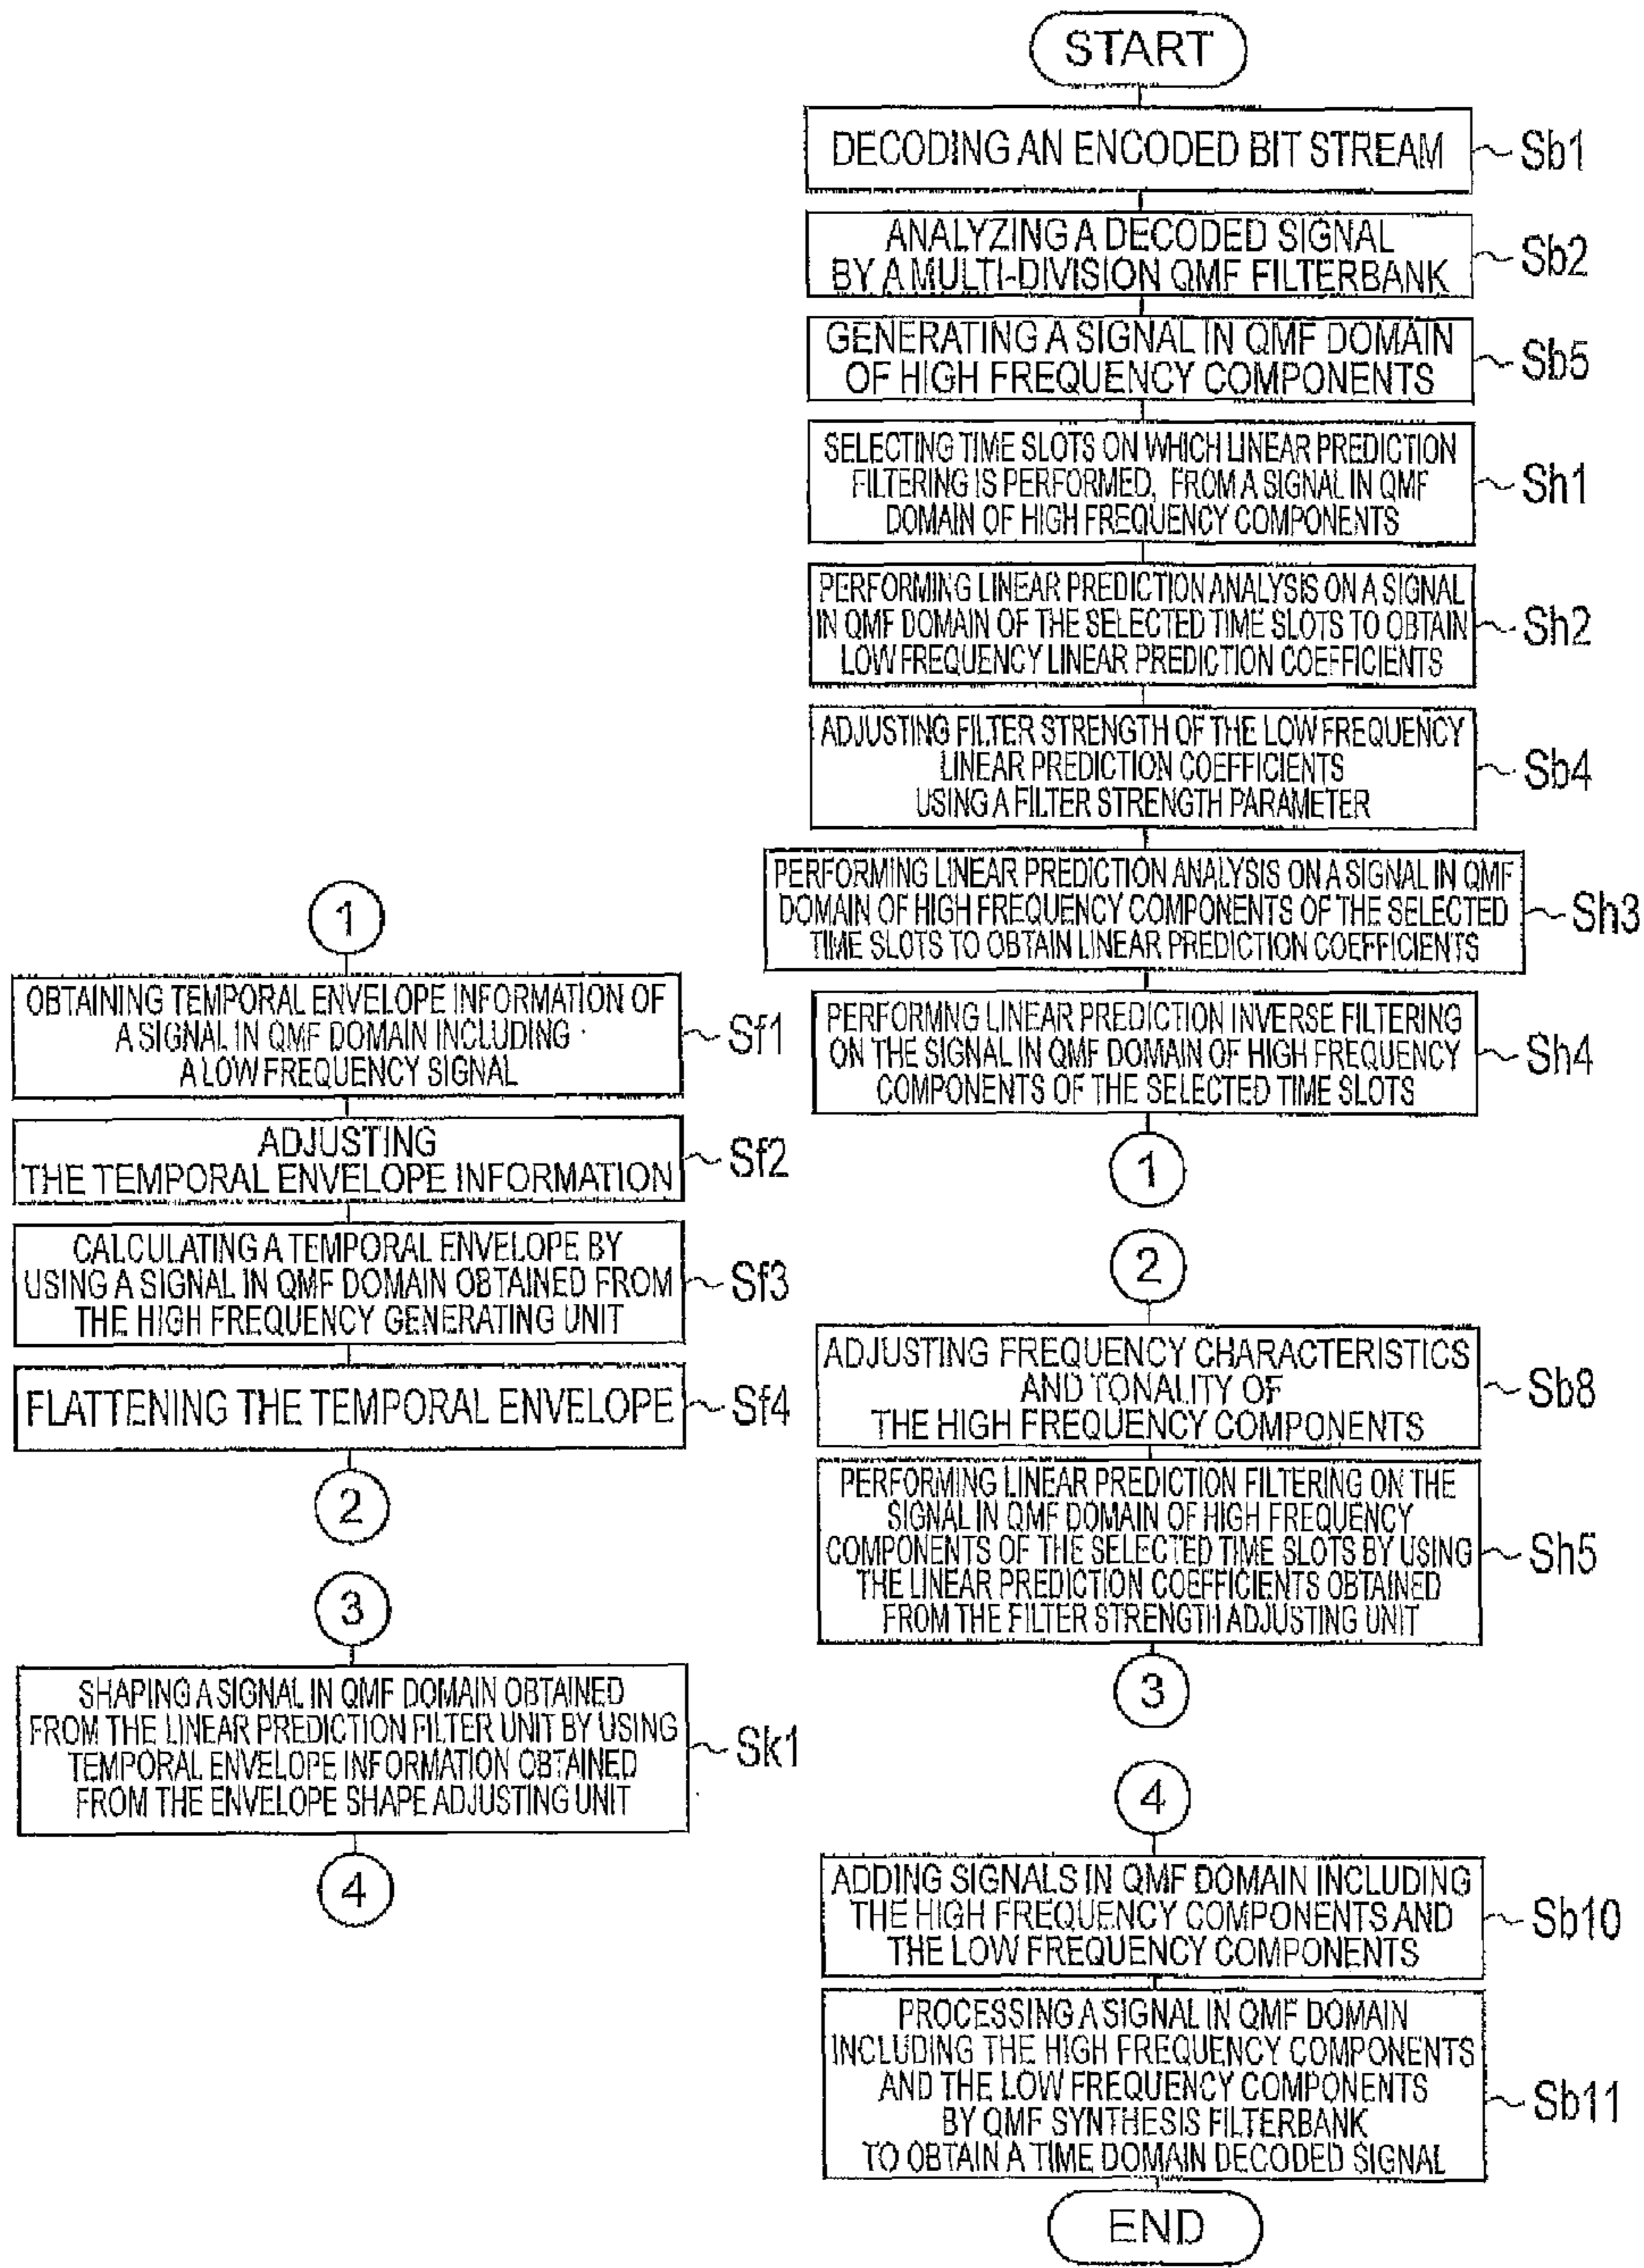 START
DECODING AN ENCODED BIT STREAM
Sb1
ANALYZING A DECODED SIGNAL
BY A MULTI-DIVISION QMF FILTERBANK
Sb2
GENERATING A SIGNAL IN QMF DOMAIN
OF HIGH FREQUENCY COMPONENTS
Sb5
SELECTING TIME SLOTS ON WHICH LINEAR PREDICTION
FILTERING IS PERFORMED, FROM A SIGNAL IN QMF
DOMAIN OF HIGH FREQUENCY COMPONENTS
Sh1
PERFORMING LINEAR PREDICTION ANALYSIS ON A SIGNAL
IN QMF DOMAIN OF THE SELECTED TIME SLOTS TO OBTAIN
LOW FREQUENCY LINEAR PREDICTION COEFFICIENTS
Sh2
ADJUSTING FILTER STRENGTH OF THE LOW FREQUENCY
LINEAR PREDICTION COEFFICIENTS
USING A FILTER STRENGTH PARAMETER
Sb4
PERFORMING LINEAR PREDICTION ANALYSIS ON A SIGNAL IN QMF
DOMAIN OF HIGH FREQUENCY COMPONENTS OF THE SELECTED
TIME SLOTS TO OBTAIN LINEAR PREDICTION COEFFICIENTS
Sh3
PERFORMNG LINEAR PREDICTION INVERSE FILTERING
ON THE SIGNAL IN QMF DOMAIN OF HIGH FREQUENCY
COMPONENTS OF THE SELECTED TIME SLOTS
Sh4
1
1
OBTAINING TEMPORAL ENVELOPE INFORMATION OF
A SIGNAL IN QMF DOMAIN INCLUDING
A LOW FREQUENCY SIGNAL
Sf1
ADJUSTING
THE TEMPORAL ENVELOPE INFORMATION
Sf2
CALCULATING A TEMPORAL ENVELOPE BY
USING A SIGNAL IN QMF DOMAIN OBTAINED FROM
THE HIGH FREQUENCY GENERATING UNIT
Sf3
FLATTENING THE TEMPORAL ENVELOPE
Sf4
2
2
ADJUSTING FREQUENCY CHARACTERISTICS
AND TONALITY OF
THE HIGH FREQUENCY COMPONENTS
Sb8
PERFORMING LINEAR PREDICTION FILTERING ON THE
SIGNAL IN QMF DOMAIN OF HIGH FREQUENCY
COMPONENTS OF THE SELECTED TIME SLOTS BY USING
THE LINEAR PREDICTION COEFFICIENTS OBTAINED
FROM THE FILTER STRENGTH ADJUSTING UNIT
Sh5
3
3
SHAPING A SIGNAL IN QMF DOMAIN OBTAINED
FROM THE LINEAR PREDICTION FILTER UNIT BY USING
TEMPORAL ENVELOPE INFORMATION OBTAINED
FROM THE ENVELOPE SHAPE ADJUSTING UNIT
Sk1
4
4
ADDING SIGNALS IN QMF DOMAIN INCLUDING
THE HIGH FREQUENCY COMPONENTS AND
THE LOW FREQUENCY COMPONENTS
Sb10
PROCESSING A SIGNAL IN QMF DOMAIN
INCLUDING THE HIGH FREQUENCY COMPONENTS
AND THE LOW FREQUENCY COMPONENTS
BY QMF SYNTHESIS FILTERBANK
TO OBTAIN A TIME DOMAIN DECODED SIGNAL
Sb11
END